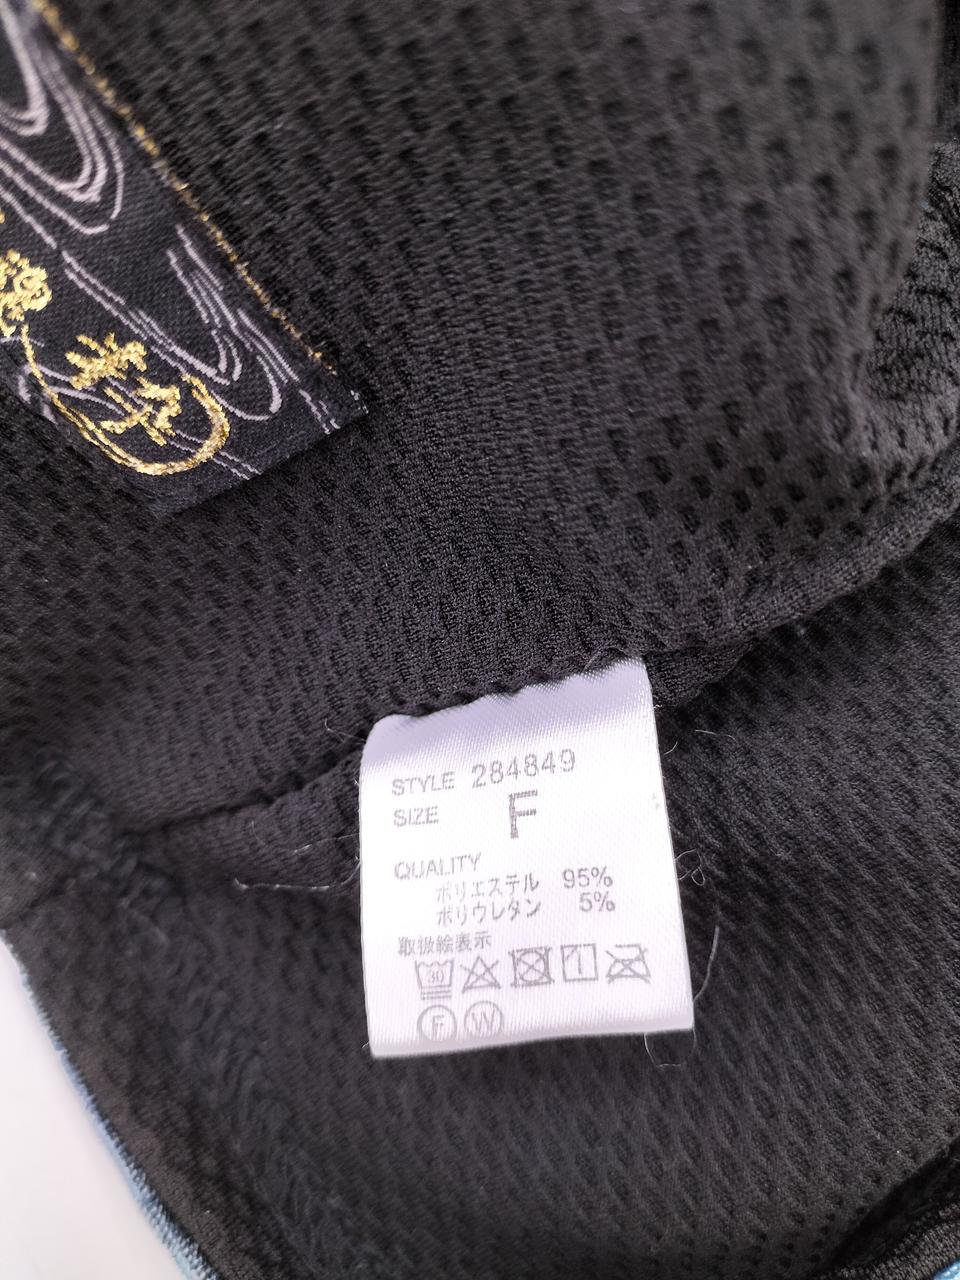 STYLE 284849
SIZE F
QUALITY
ポリエステル 95%
ポリウレタン 5%
取扱絵表示
30
F W